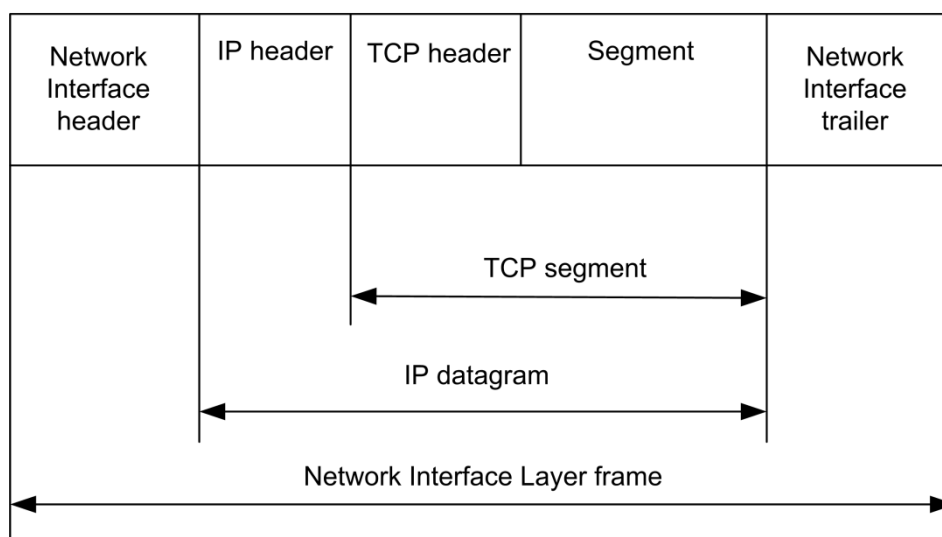 Network
Interface
header
IP header
TCP header
Segment
Network
Interface
trailer
TCP segment
IP datagram
Network Interface Layer frame